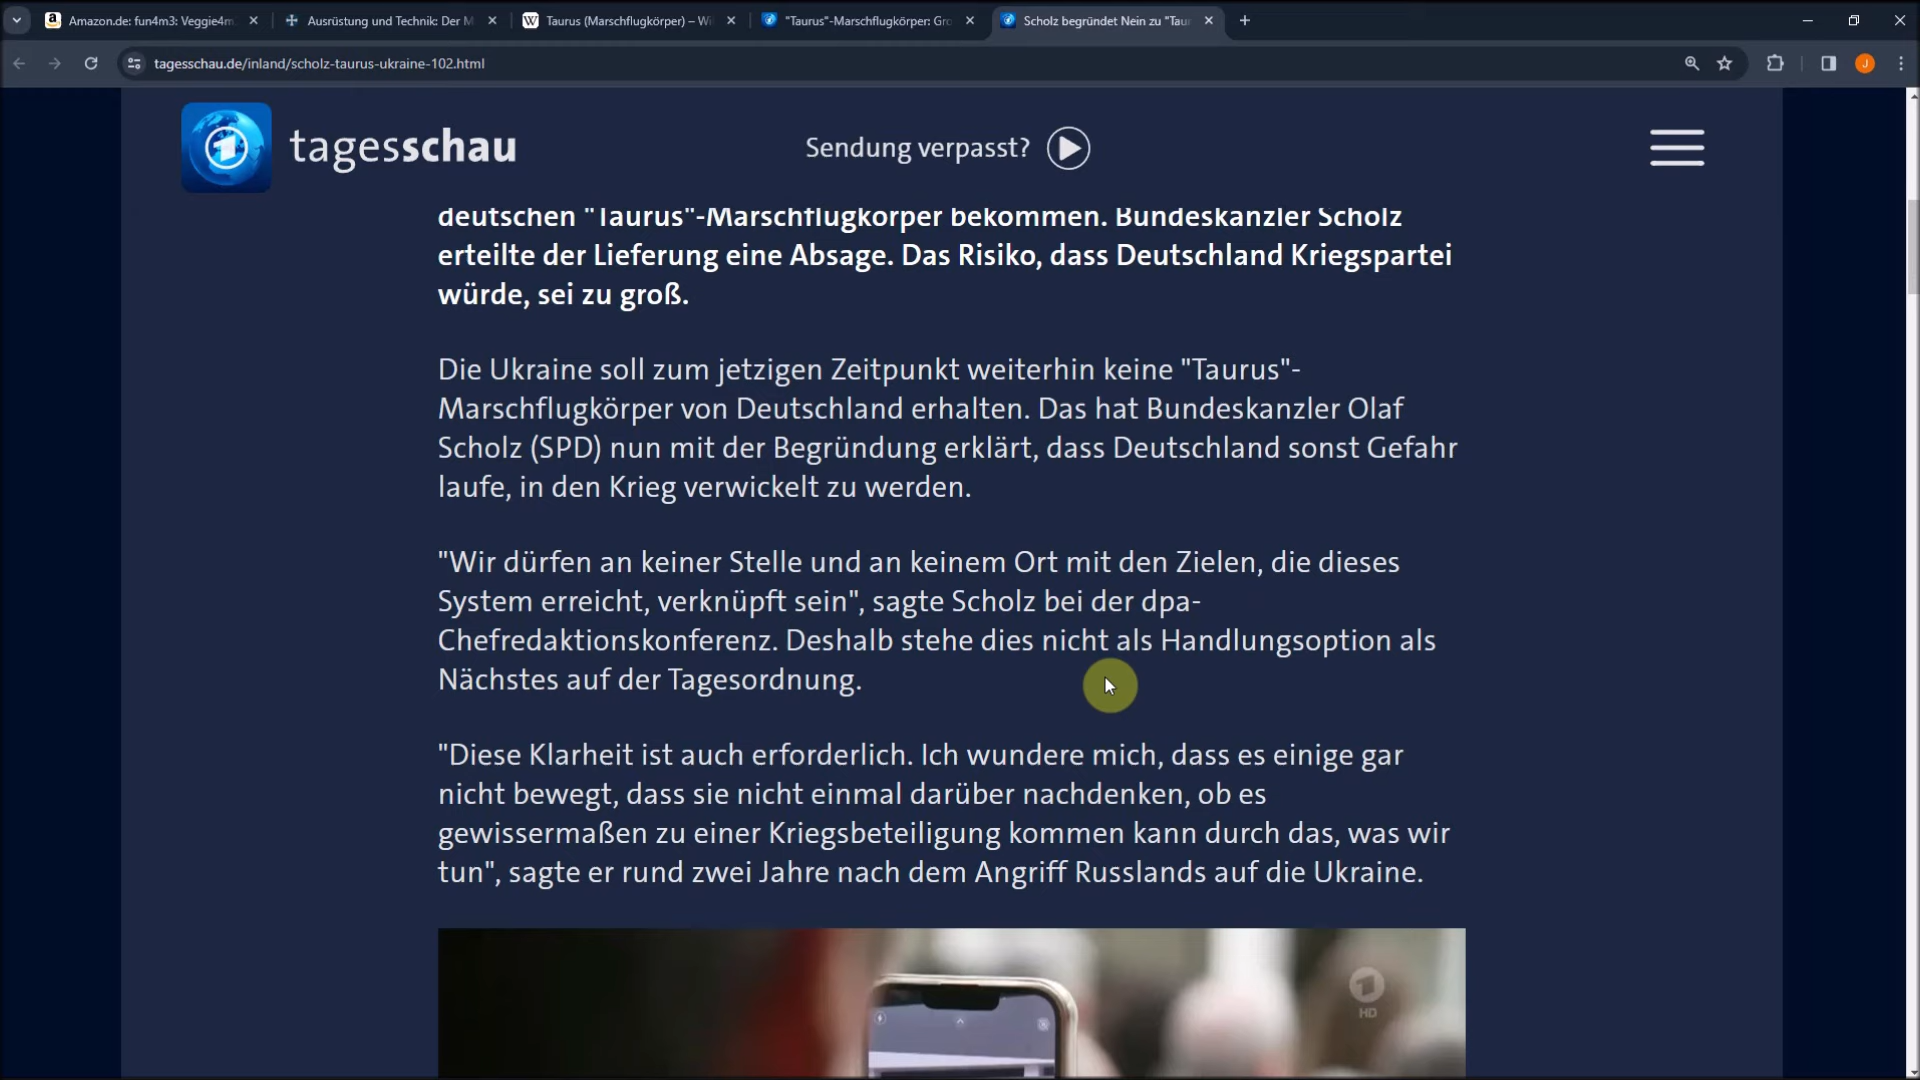 Amazon.de: fun4m3: Veggie4m
Ausrüstung und Technik: Der M
Taurus (Marschflugkörper) – Wi
"Taurus"-Marschflugkörper: Gro
Scholz begründet Nein zu "Tau
tagesschau.de/inland/scholz-taurus-ukraine-102.html
J
tagesschau
Sendung verpasst?
deutschen "Taurus"-Marschflugkörper bekommen. Bundeskanzler Scholz
erteilte der Lieferung eine Absage. Das Risiko, dass Deutschland Kriegspartei
würde, sei zu groß.
Die Ukraine soll zum jetzigen Zeitpunkt weiterhin keine "Taurus"-
Marschflugkörper von Deutschland erhalten. Das hat Bundeskanzler Olaf
Scholz (SPD) nun mit der Begründung erklärt, dass Deutschland sonst Gefahr
laufe, in den Krieg verwickelt zu werden.
"Wir dürfen an keiner Stelle und an keinem Ort mit den Zielen, die dieses
System erreicht, verknüpft sein", sagte Scholz bei der dpa-
Chefredaktionskonferenz. Deshalb stehe dies nicht als Handlungsoption als
Nächstes auf der Tagesordnung.
"Diese Klarheit ist auch erforderlich. Ich wundere mich, dass es einige gar
nicht bewegt, dass sie nicht einmal darüber nachdenken, ob es
gewissermaßen zu einer Kriegsbeteiligung kommen kann durch das, was wir
tun", sagte er rund zwei Jahre nach dem Angriff Russlands auf die Ukraine.
HD